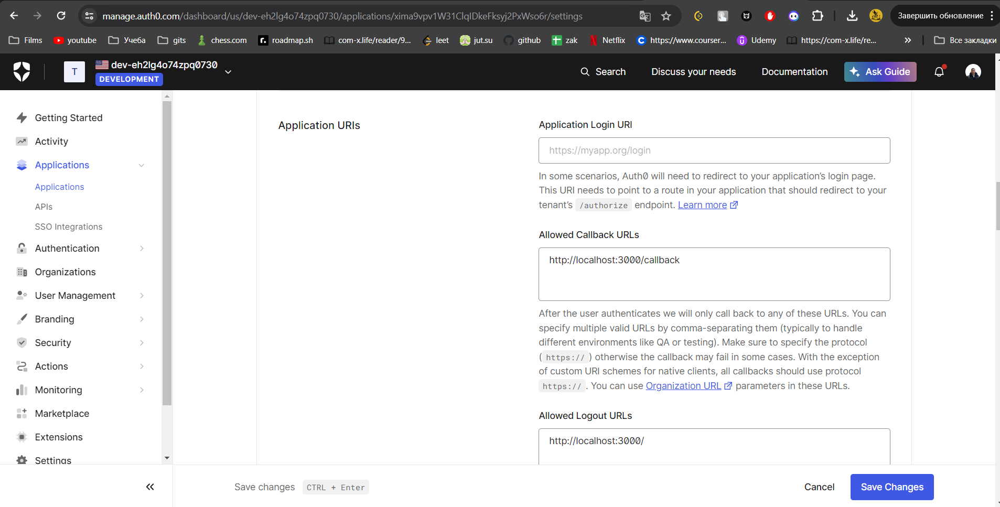 manage.auth0.com/dashboard/us/dev-eh2lg4o74zpq0730/applications/xima9vpv1W31ClqIDkeFksyj2PxWso6r/settings
Завершить обновление
Films
youtube
Учеба
gits
chess.com
roadmap.sh
com-x.life/reader/9...
leet
jut.su
github
zak
Netflix
https://www.courser...
Udemy
https://com-x.life/re...
Все закладки
T
dev-eh2lg4o74zpq0730
DEVELOPMENT
Search
Discuss your needs
Documentation
Ask Guide
Getting Started
Activity
Applications
Applications
APIs
SSO Integrations
Authentication
Organizations
User Management
Branding
Security
Actions
Monitoring
Marketplace
Extensions
Settings
Application URIs
Application Login URI
https://myapp.org/login
In some scenarios, Auth0 will need to redirect to your application's login page.
This URI needs to point to a route in your application that should redirect to your
tenant's /authorize endpoint. Learn more
Allowed Callback URLs
http://localhost:3000/callback
After the user authenticates we will only call back to any of these URLs. You can
specify multiple valid URLs by comma-separating them (typically to handle
different environments like QA or testing). Make sure to specify the protocol
( https:// ) otherwise the callback may fail in some cases. With the exception
of custom URI schemes for native clients, all callbacks should use protocol
https:// . You can use Organization URL parameters in these URLs.
Allowed Logout URLs
http://localhost:3000/
Save changes CTRL + Enter
Cancel
Save Changes